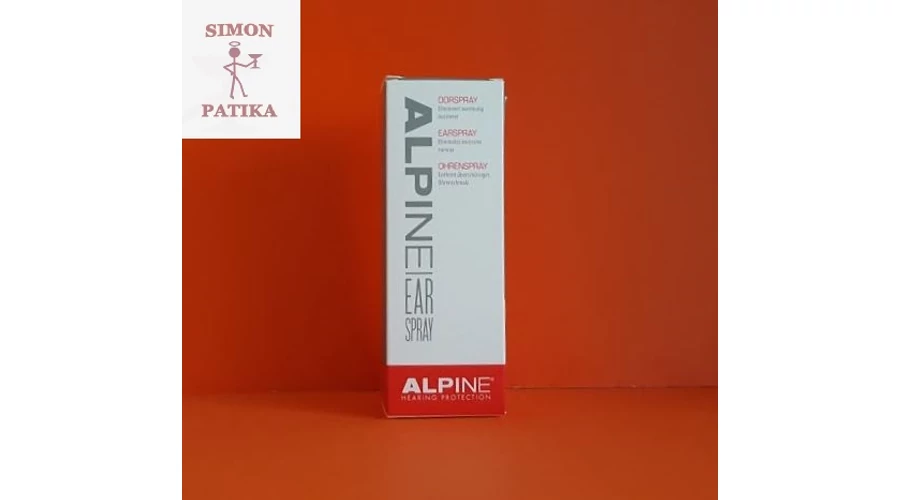 SIMON
PATIKA
ALPINE
EAR
SPRAY
OORSPRAY
EARSPRAY
OHRENSPRAY
ALPINE
HEARING PROTECTION